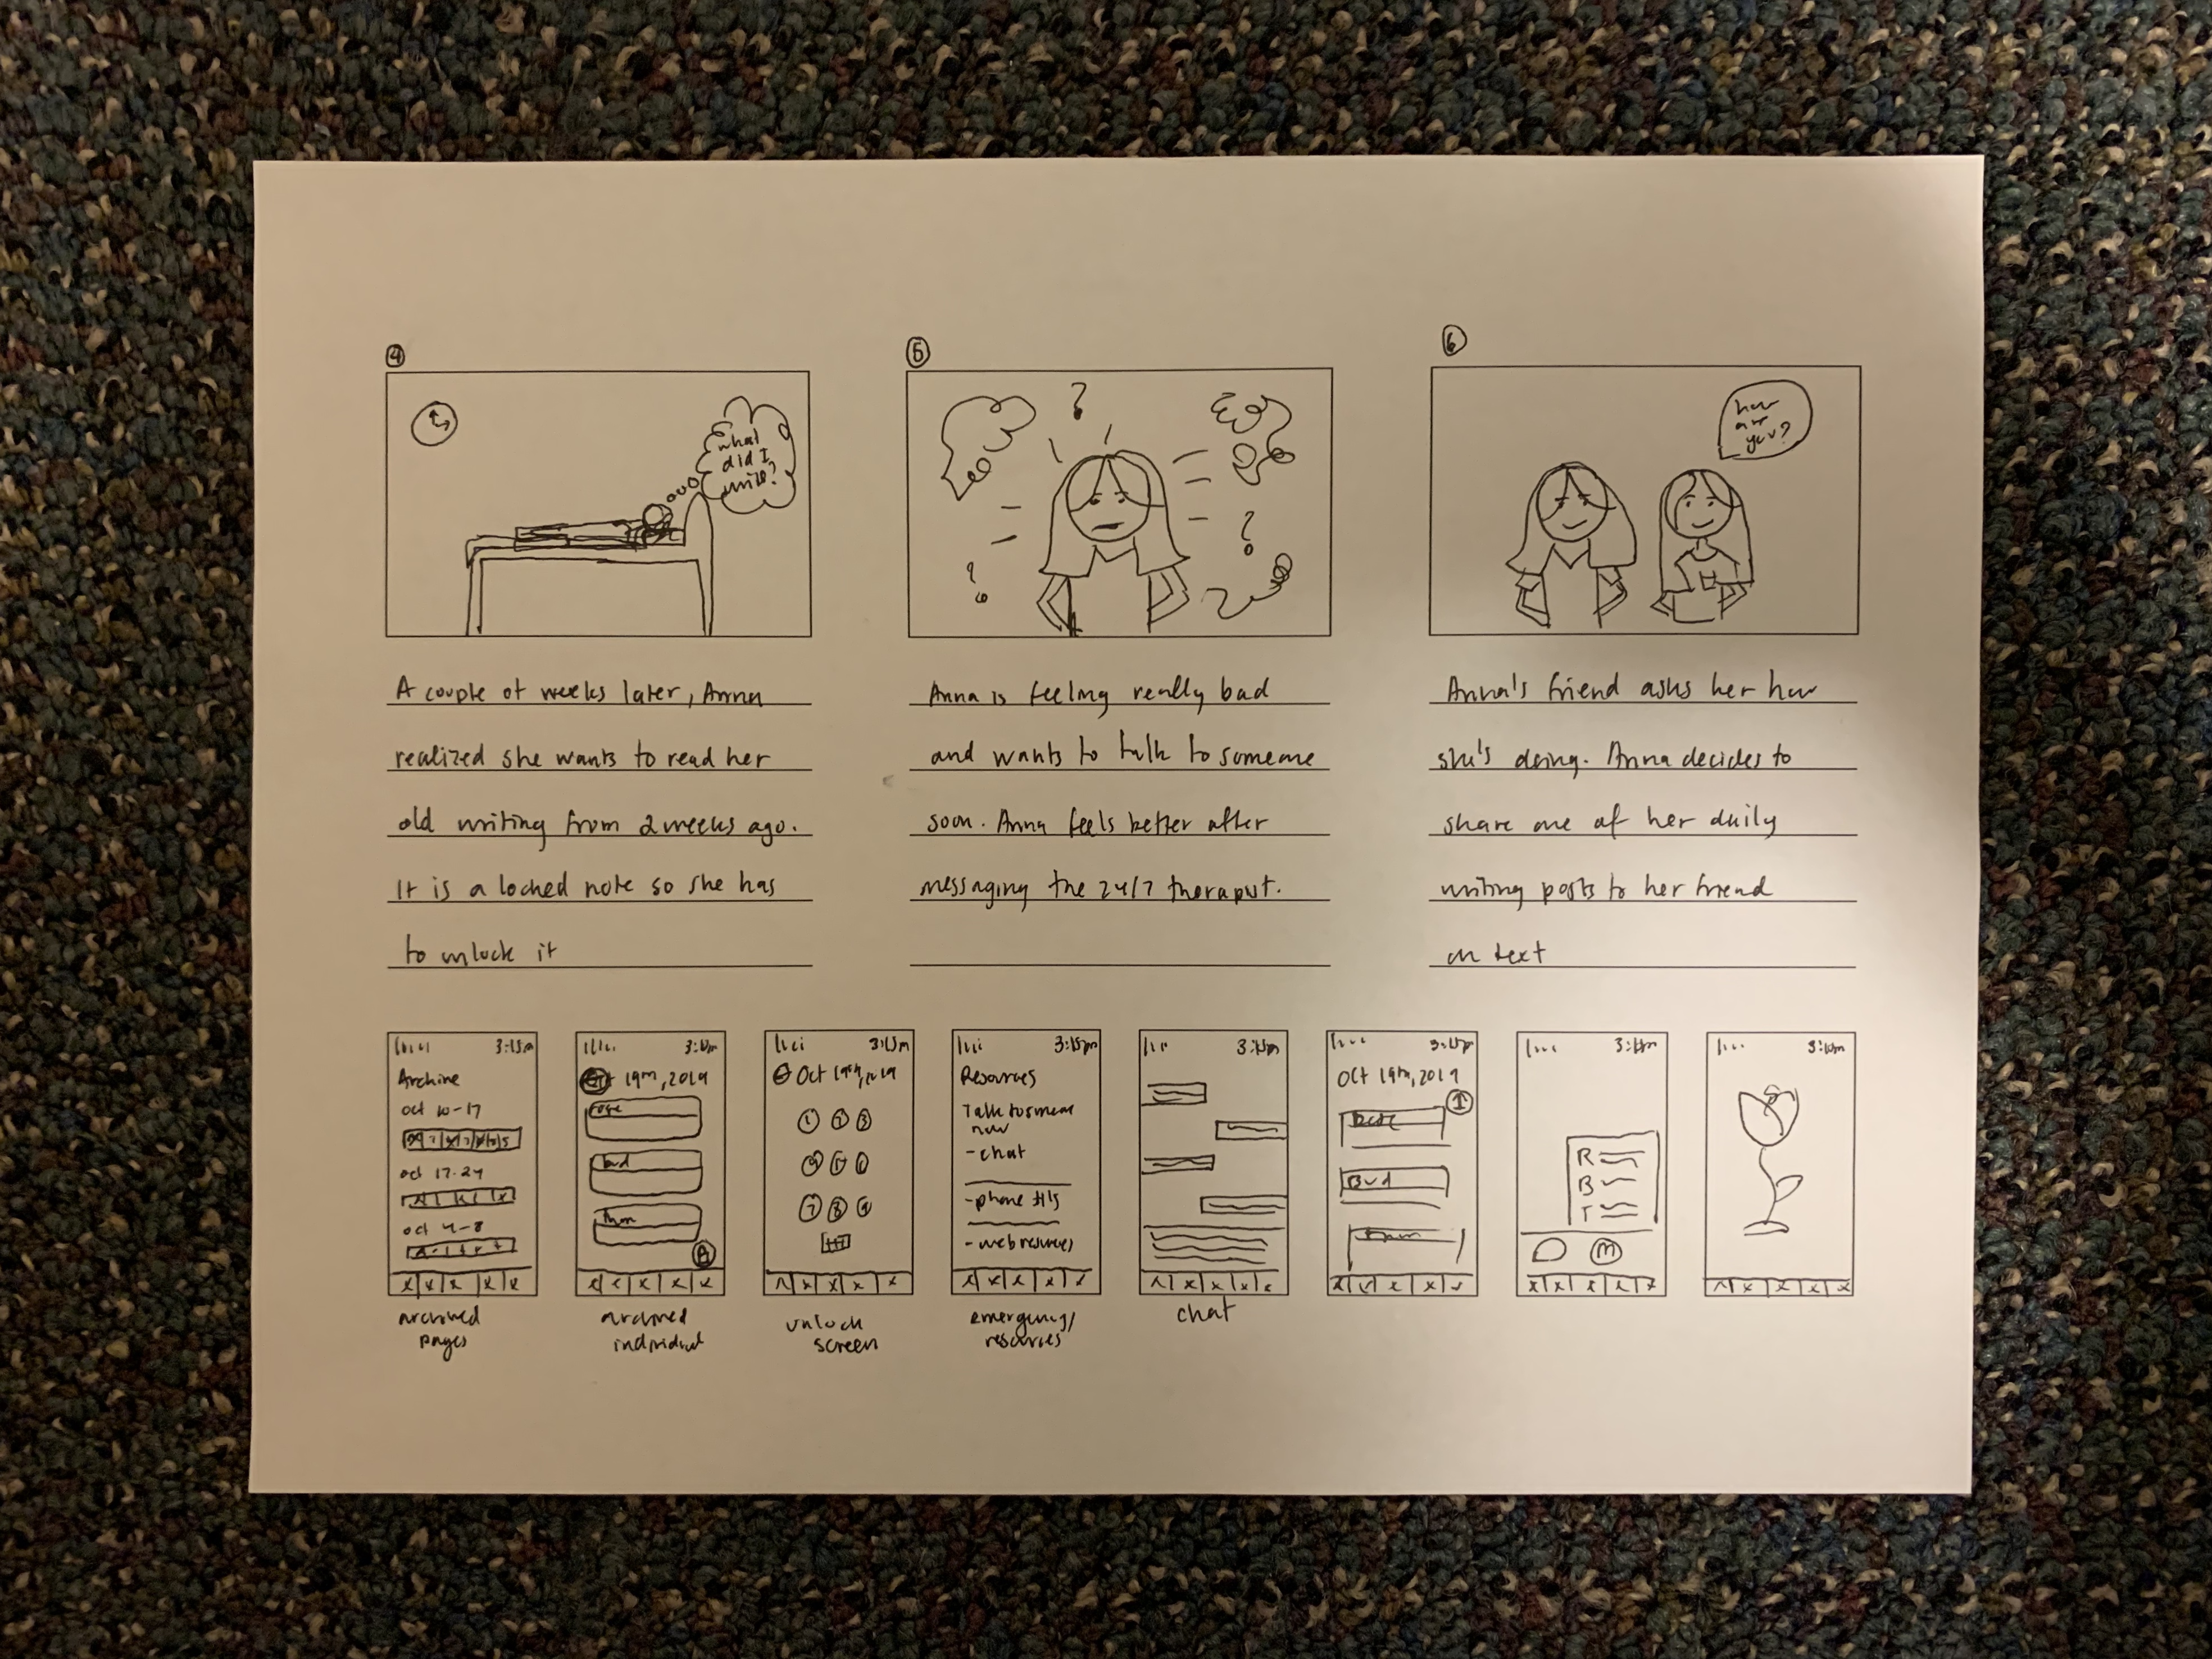 4
what
did I
write?
A couple of weeks later, Anna
realized she wants to read her
old writing from 2 weeks ago.
It is a locked note so she has
to unlock it
5
?
?
?
Anna is feeling really bad
and wants to talk to someone
soon. Anna feels better after
messaging the 24/7 therapist.
6
how
are
you?
Anna's friend asks her how
she's doing. Anna decides to
share one of her daily
writing posts to her friend
on text
3:15pm
Archive
Oct 10-17
Oct 17-24
Oct 4-8
archived
pages
3:15pm
19th, 2019
rose
bud
thorn
archived
individual
3:15pm
Oct 19th, 2019
1 2 3
4 5 6
7 8 9
unlock
screen
3:15pm
Resources
Talk to someone
now
- chat
- phone #'s
- web resources
emergency/
resources
3:15pm
chat
3:15pm
Oct 19th, 2019
Rose
Bud
3:15pm
R
B
T
M
3:15pm